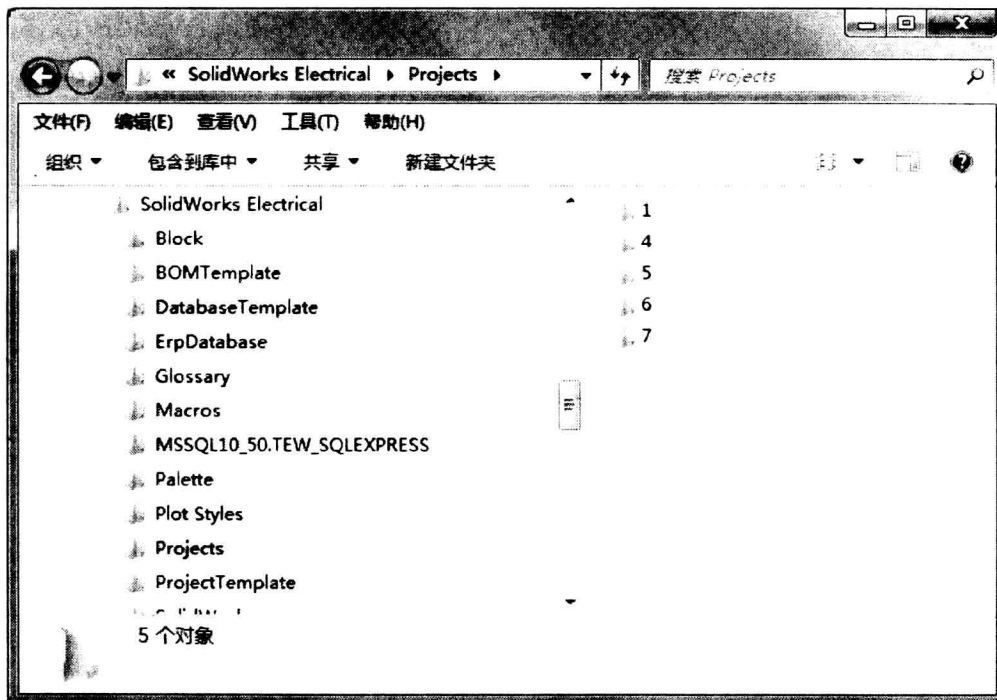 « SolidWorks Electrical ▸ Projects ▸
搜索 Projects
文件(F) 编辑(E) 查看(V) 工具(T) 帮助(H)
组织 ▼ 包含到库中 ▼ 共享 ▼ 新建文件夹
SolidWorks Electrical
Block
BOMTemplate
DatabaseTemplate
ErpDatabase
Glossary
Macros
MSSQL10_50.TEW_SQLEXPRESS
Palette
Plot Styles
Projects
ProjectTemplate
1
4
5
6
7
5 个对象